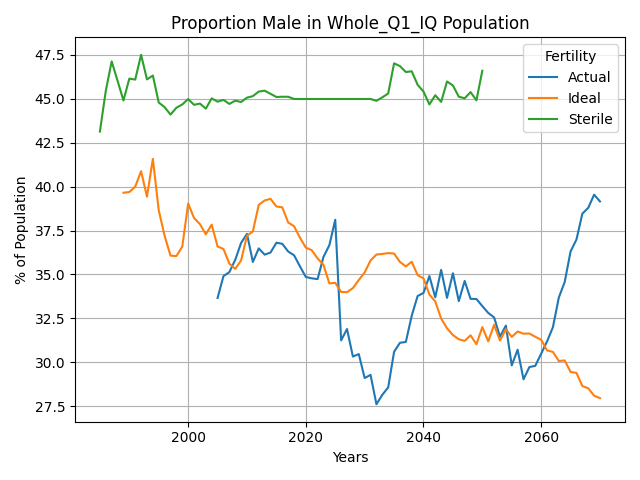 Proportion Male in Whole_Q1_IQ Population
% of Population
47.5
45.0
42.5
40.0
37.5
35.0
32.5
30.0
27.5
Fertility
Actual
Ideal
Sterile
2000
2020
2040
2060
Years